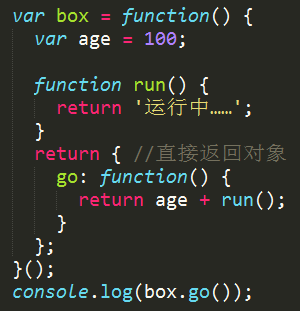 var box = function() {
  var age = 100;

  function run() {
    return '运行中……';
  }
  return { //直接返回对象
    go: function() {
      return age + run();
    }
  };
}();
console.log(box.go());